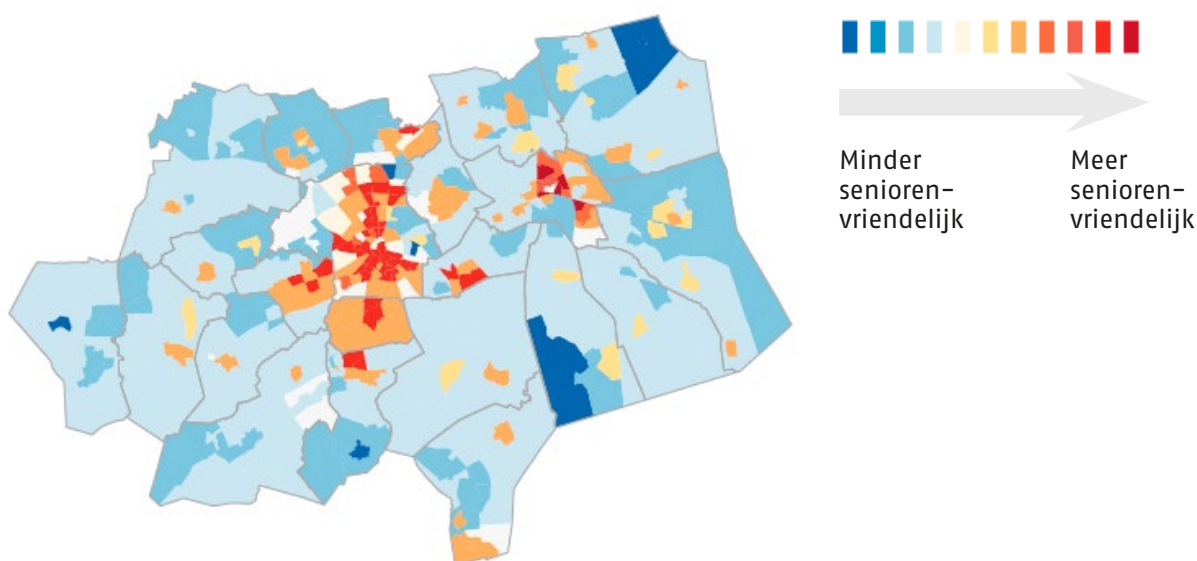 Minder
senioren-
vriendelijk
Meer
senioren-
vriendelijk